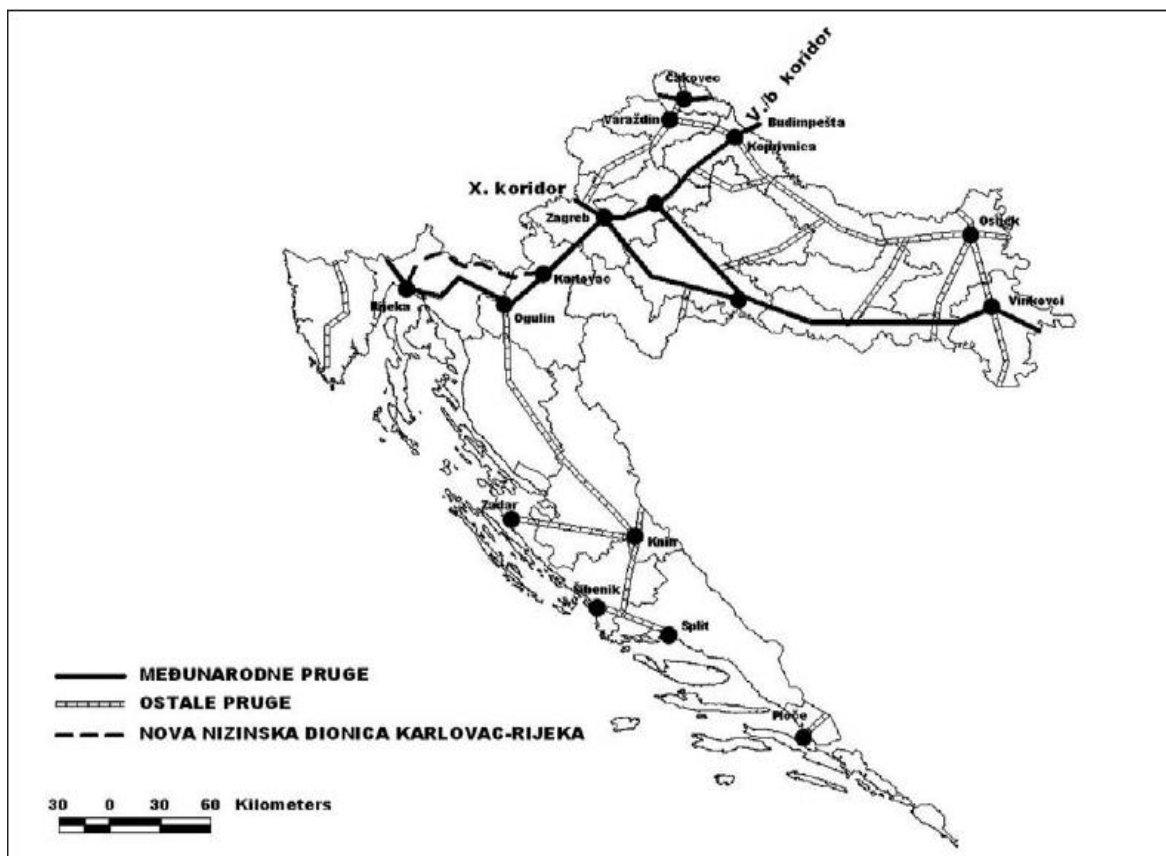 Čakovec
V./b koridor
Varaždin
Budimpešta
Koprivnica
X. koridor
Zagreb
Osijek
Karlovac
Rijeka
Ogulin
Vinkovci
Zadar
Knin
Šibenik
Split
Ploče
MEĐUNARODNE PRUGE
OSTALE PRUGE
NOVA NIZINSKA DIONICA KARLOVAC-RIJEKA
30 0 30 60 Kilometers